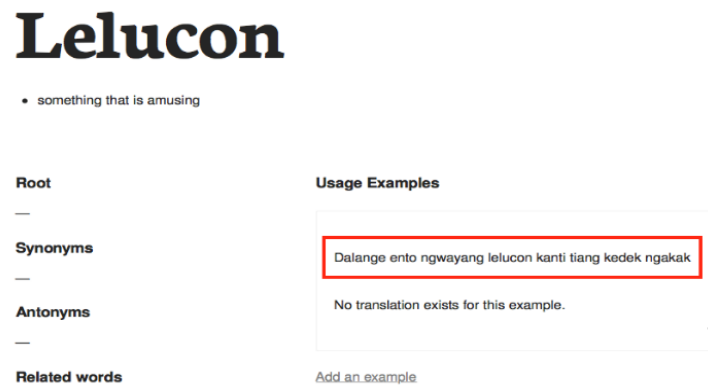 Lelucon
• something that is amusing
Root
—
Synonyms
—
Antonyms
—
Related words
Usage Examples
Dalange ento ngwayang lelucon kanti tiang kedek ngakak
No translation exists for this example.
Add an example